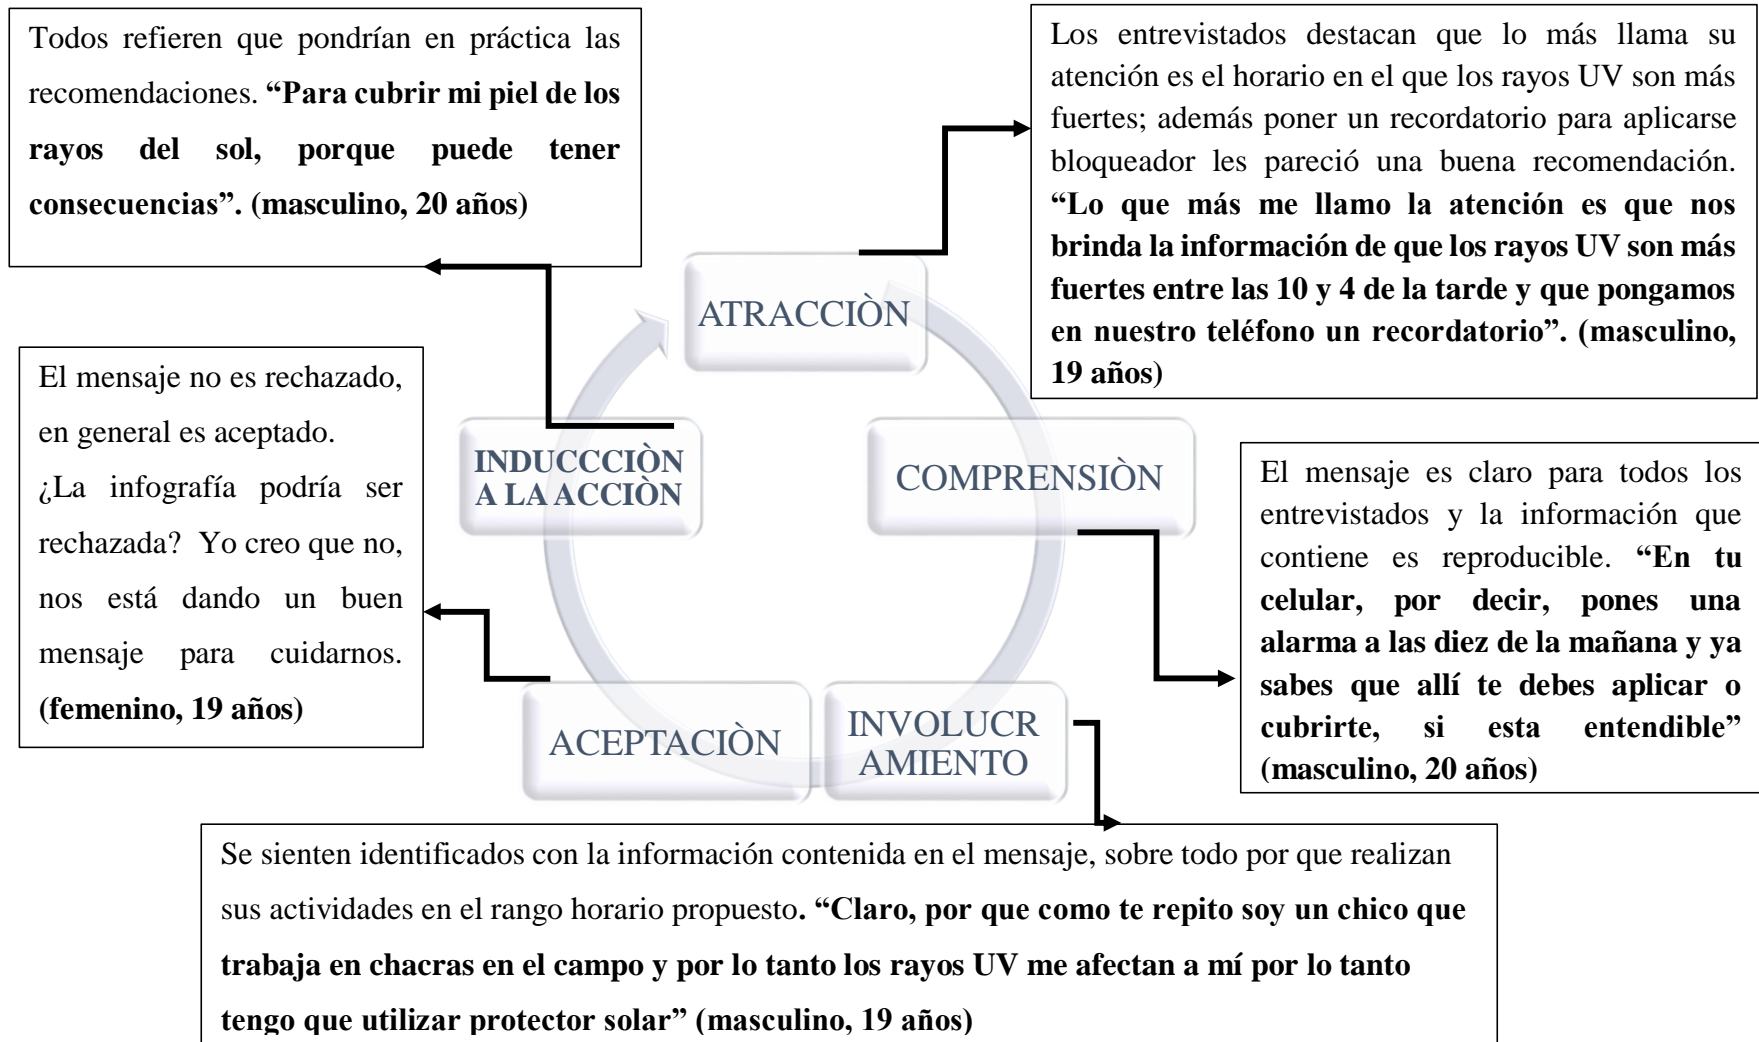 Todos refieren que pondrían en práctica las
recomendaciones. “Para cubrir mi piel de los
rayos del sol, porque puede tener
consecuencias”. (masculino, 20 años)
Los entrevistados destacan que lo más llama su
atención es el horario en el que los rayos UV son más
fuertes; además poner un recordatorio para aplicarse
bloqueador les pareció una buena recomendación.
“Lo que más me llamo la atención es que nos
brinda la información de que los rayos UV son más
fuertes entre las 10 y 4 de la tarde y que pongamos
en nuestro teléfono un recordatorio”. (masculino,
19 años)
ATRACCIÒN
El mensaje no es rechazado,
en general es aceptado.
¿La infografía podría ser
rechazada? Yo creo que no,
nos está dando un buen
mensaje para cuidarnos.
(femenino, 19 años)
INDUCCCIÒN
A LA ACCIÒN
COMPRENSIÒN
El mensaje es claro para todos los
entrevistados y la información que
contiene es reproducible. “En tu
celular, por decir, pones una
alarma a las diez de la mañana y ya
sabes que allí te debes aplicar o
cubrirte, si esta entendible”
(masculino, 20 años)
ACEPTACIÒN
INVOLUCR
AMIENTO
Se sienten identificados con la información contenida en el mensaje, sobre todo por que realizan
sus actividades en el rango horario propuesto. “Claro, por que como te repito soy un chico que
trabaja en chacras en el campo y por lo tanto los rayos UV me afectan a mí por lo tanto
tengo que utilizar protector solar” (masculino, 19 años)